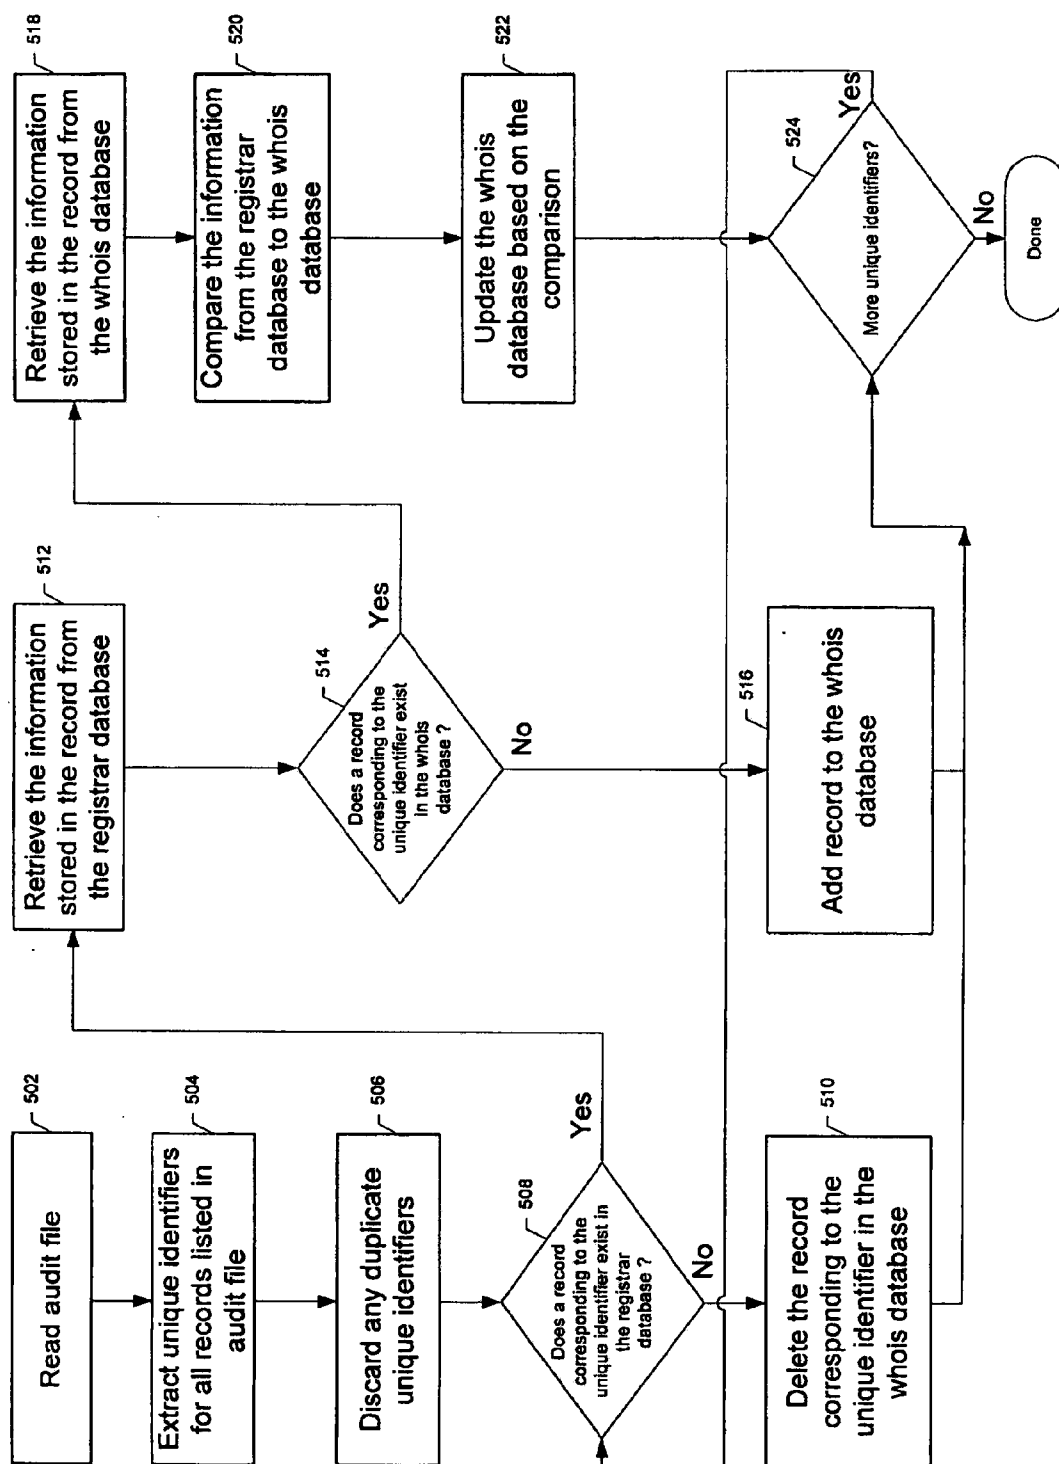 502
Read audit file
504
Extract unique identifiers
for all records listed in
audit file
506
Discard any duplicate
unique identifiers
508
Does a record
corresponding to the
unique identifier exist in
the registrar
database ?
Yes
No
510
Delete the record
corresponding to the
unique identifier in the
whois database
512
Retrieve the information
stored in the record from
the registrar database
514
Does a record
corresponding to the
unique identifier exist
in the whois
database ?
Yes
No
516
Add record to the whois
database
518
Retrieve the information
stored in the record from
the whois database
520
Compare the information
from the registrar
database to the whois
database
522
Update the whois
database based on the
comparison
524
More unique identifiers?
Yes
No
Done